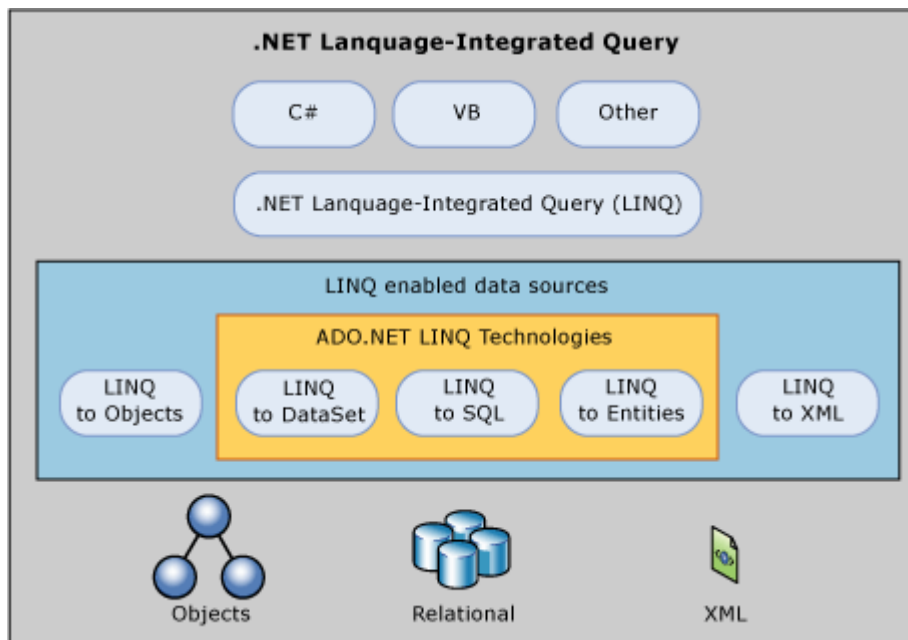 .NET Lanquage-Integrated Query
C#
VB
Other
.NET Language-Integrated Query (LINQ)
LINQ enabled data sources
ADO.NET LINQ Technologies
LINQ
to Objects
LINQ
to DataSet
LINQ
to SQL
LINQ
to Entities
LINQ
to XML
Objects
Relational
XML